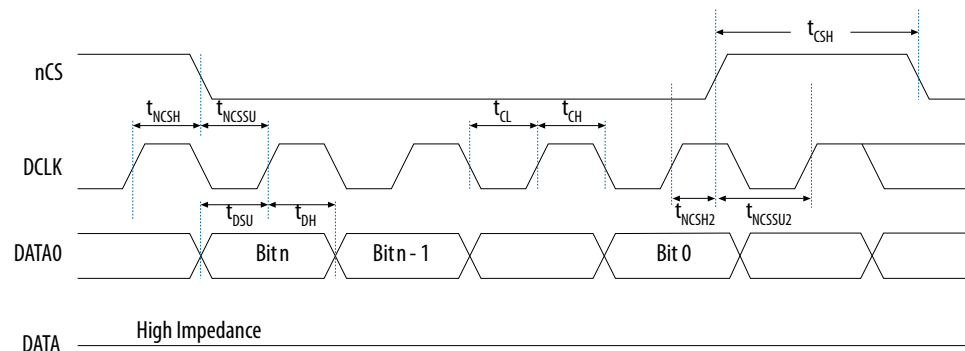 t_CSH
nCS
t_NCSH t_NCSSU t_CL t_CH
DCLK
t_DSU t_DH t_NCSH2 t_NCSSU2
DATA0 Bit n Bit n - 1 Bit 0
High Impedance
DATA